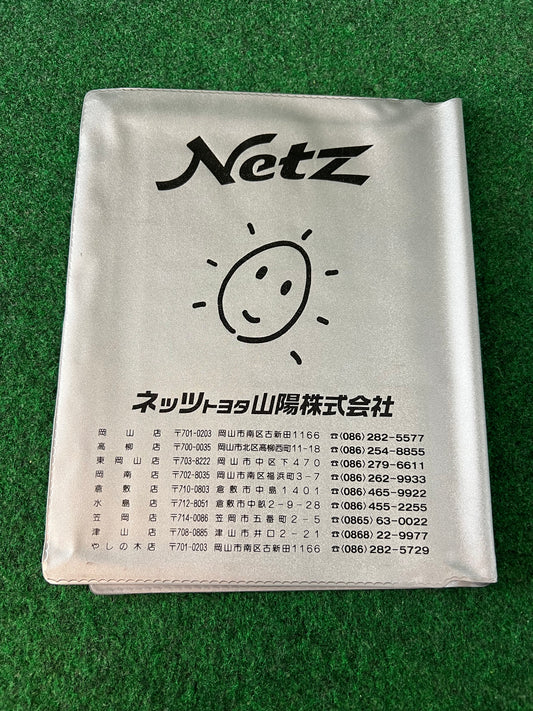 Netz
ネッツトヨタ山陽株式会社
岡山店 〒701-0203 岡山市南区古新田1166 ☎(086)282-5577
高柳店 〒700-0035 岡山市北区高柳西町11-18 ☎(086)254-8855
東岡山店 〒703-8222 岡山市中区下470 ☎(086)279-6611
岡南店 〒702-8035 岡山市南区福浜町3-7 ☎(086)262-9933
倉敷店 〒710-0803 倉敷市中島1401 ☎(086)465-9922
水島店 〒712-8051 倉敷市中畝2-9-28 ☎(086)455-2255
笠岡店 〒714-0086 笠岡市五番町2-5 ☎(0865)63-0022
津山店 〒708-0885 津山市井口2-21 ☎(0868)22-9977
やしの木店 〒701-0203 岡山市南区古新田1166 ☎(086)282-5729